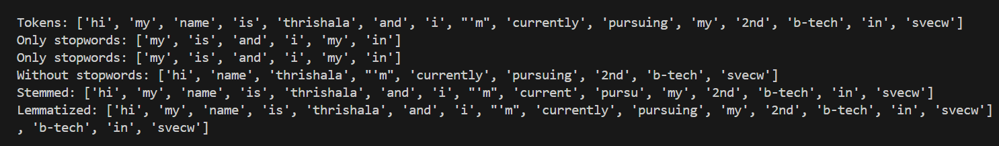 Tokens: ['hi', 'my', 'name', 'is', 'thrishala', 'and', 'i', "'m", 'currently', 'pursuing', 'my', '2nd', 'b-tech', 'in', 'svecw']
Only stopwords: ['my', 'is', 'and', 'i', 'my', 'in']
Only stopwords: ['my', 'is', 'and', 'i', 'my', 'in']
Without stopwords: ['hi', 'name', 'thrishala', "'m", 'currently', 'pursuing', '2nd', 'b-tech', 'svecw']
Stemmed: ['hi', 'my', 'name', 'is', 'thrishala', 'and', 'i', "'m", 'current', 'pursu', 'my', '2nd', 'b-tech', 'in', 'svecw']
Lemmatized: ['hi', 'my', 'name', 'is', 'thrishala', 'and', 'i', "'m", 'currently', 'pursuing', 'my', '2nd', 'b-tech', 'in', 'svecw']
, 'b-tech', 'in', 'svecw']